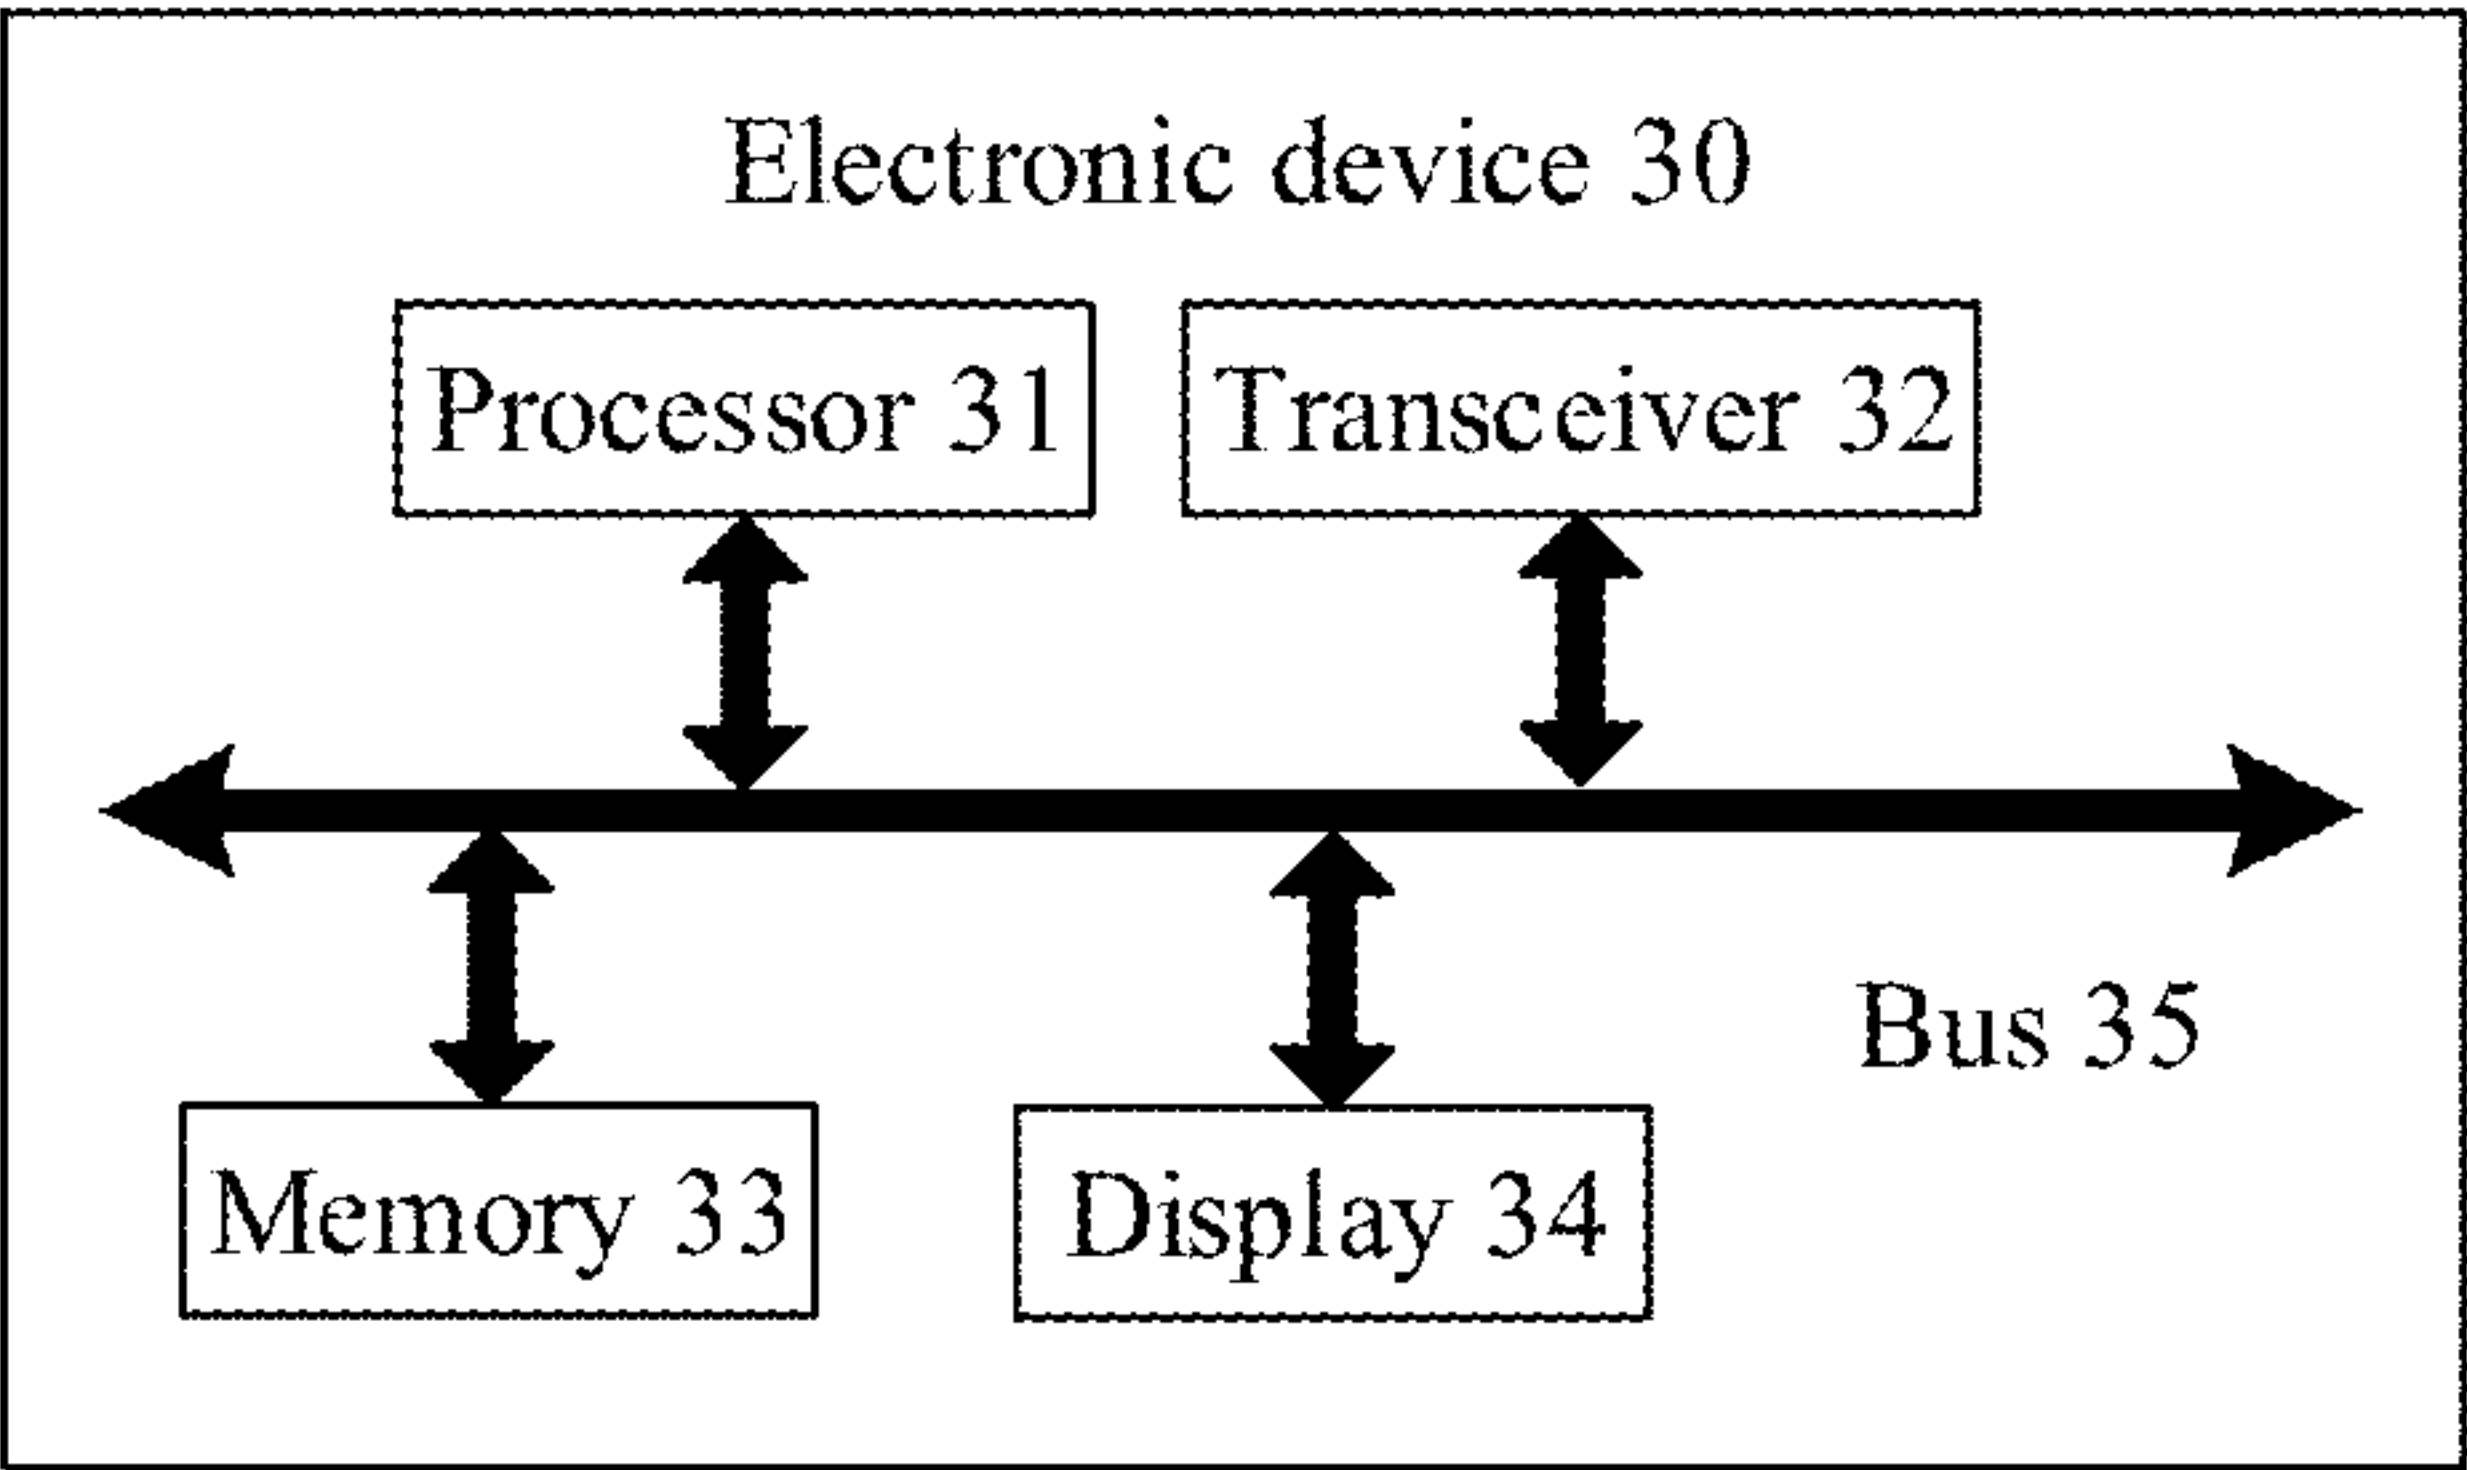 Electronic device 30
Processor 31
Transceiver 32
Bus 35
Memory 33
Display 34